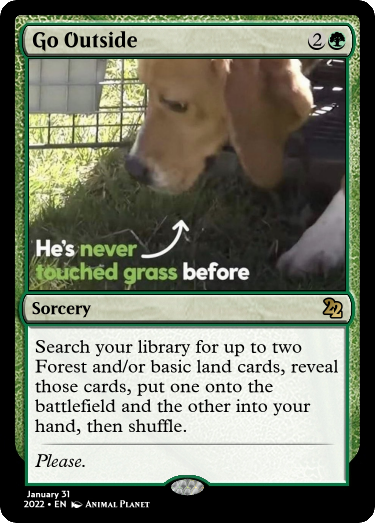 Go Outside 2
He's never
touched grass before
Sorcery 22
Search your library for up to two
Forest and/or basic land cards, reveal
those cards, put one onto the
battlefield and the other into your
hand, then shuffle.
Please.
January 31
2022 • EN Animal Planet